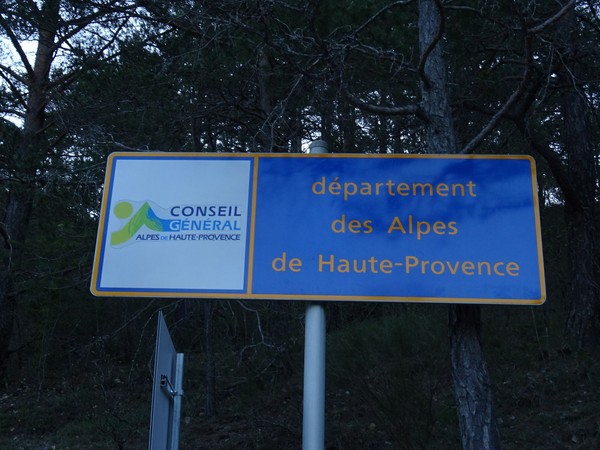 CONSEIL
GÉNÉRAL
ALPES DE HAUTE-PROVENCE
département
des Alpes
de Haute-Provence